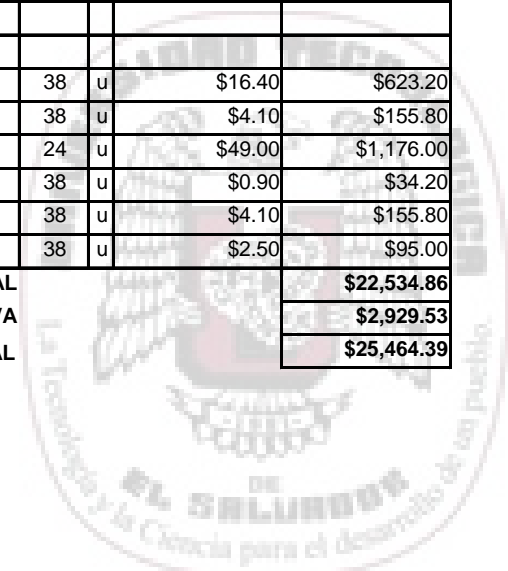 38 u $16.40 $623.20
38 u $4.10 $155.80
24 u $49.00 $1,176.00
38 u $0.90 $34.20
38 u $4.10 $155.80
38 u $2.50 $95.00
AL $22,534.86
VA $2,929.53
AL $25,464.39
La Tecnología y la Ciencia para el desarrollo de un pueblo
DE
EL SALVADOR